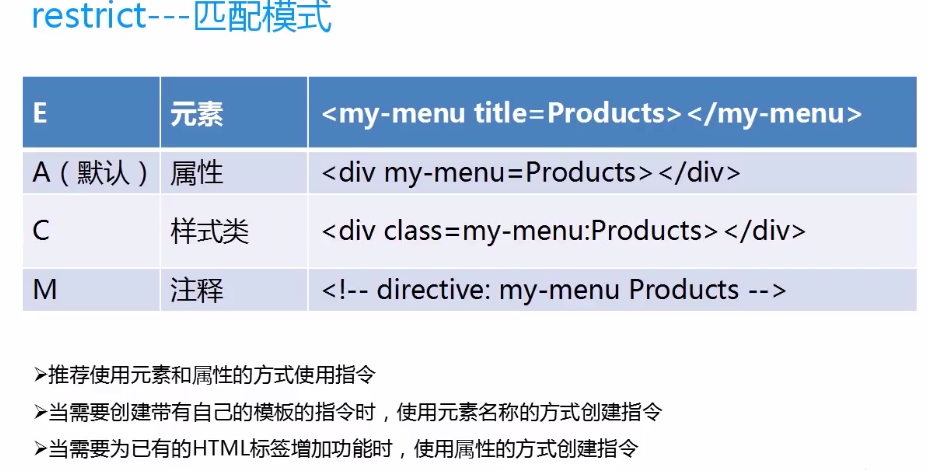 restrict---匹配模式
E 元素 <my-menu title=Products></my-menu>
A（默认） 属性 <div my-menu=Products></div>
C 样式类 <div class=my-menu:Products></div>
M 注释 <!-- directive: my-menu Products -->
➢推荐使用元素和属性的方式使用指令
➢当需要创建带有自己的模板的指令时，使用元素名称的方式创建指令
➢当需要为已有的HTML标签增加功能时，使用属性的方式创建指令